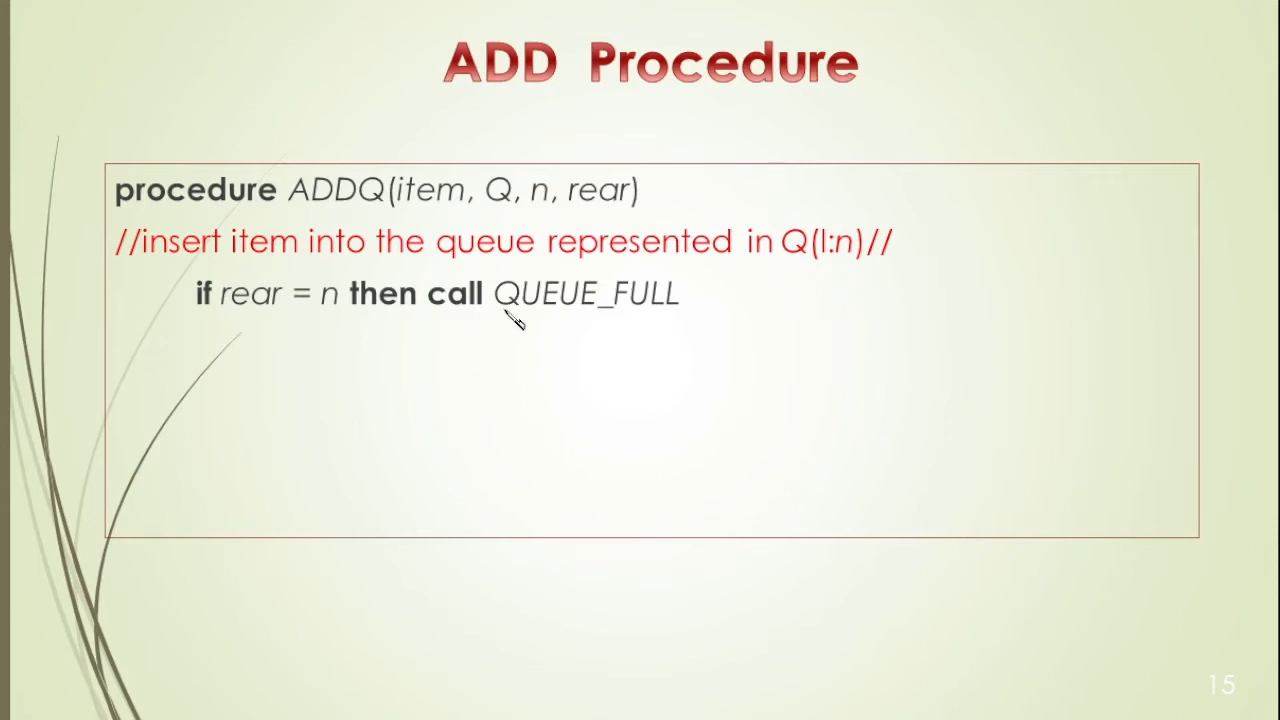 ADD Procedure
procedure ADDQ(item, Q, n, rear)
//insert item into the queue represented in Q(l:n)//
if rear = n then call QUEUE_FULL
15